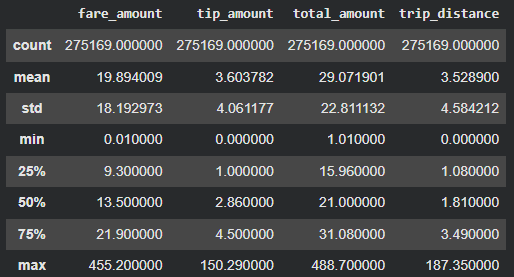 fare_amount tip_amount total_amount trip_distance
count 275169.000000 275169.000000 275169.000000 275169.000000
mean 19.894009 3.603782 29.071901 3.528900
std 18.192973 4.061177 22.811132 4.584212
min 0.010000 0.000000 1.010000 0.000000
25% 9.300000 1.000000 15.960000 1.080000
50% 13.500000 2.860000 21.000000 1.810000
75% 21.900000 4.500000 31.080000 3.490000
max 455.200000 150.290000 488.700000 187.350000